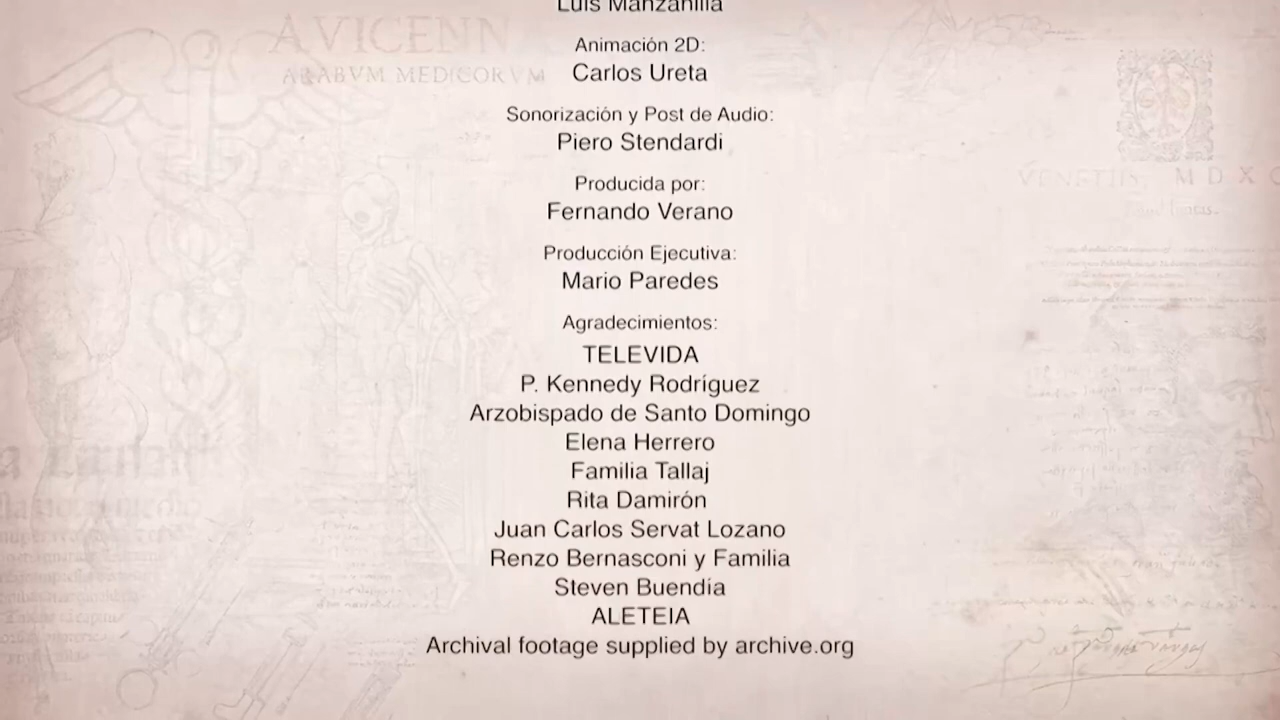 Luis Manzanilla
AVICENN
ARABVM MEDICORVM
Animación 2D:
Carlos Ureta
Sonorización y Post de Audio:
Piero Stendardi
Producida por:
Fernando Verano
VENETIIS M D X C
Producción Ejecutiva:
Mario Paredes
Agradecimientos:
TELEVIDA
P. Kennedy Rodríguez
Arzobispado de Santo Domingo
Elena Herrero
Familia Tallaj
Rita Damirón
Juan Carlos Servat Lozano
Renzo Bernasconi y Familia
Steven Buendía
ALETEIA
Archival footage supplied by archive.org